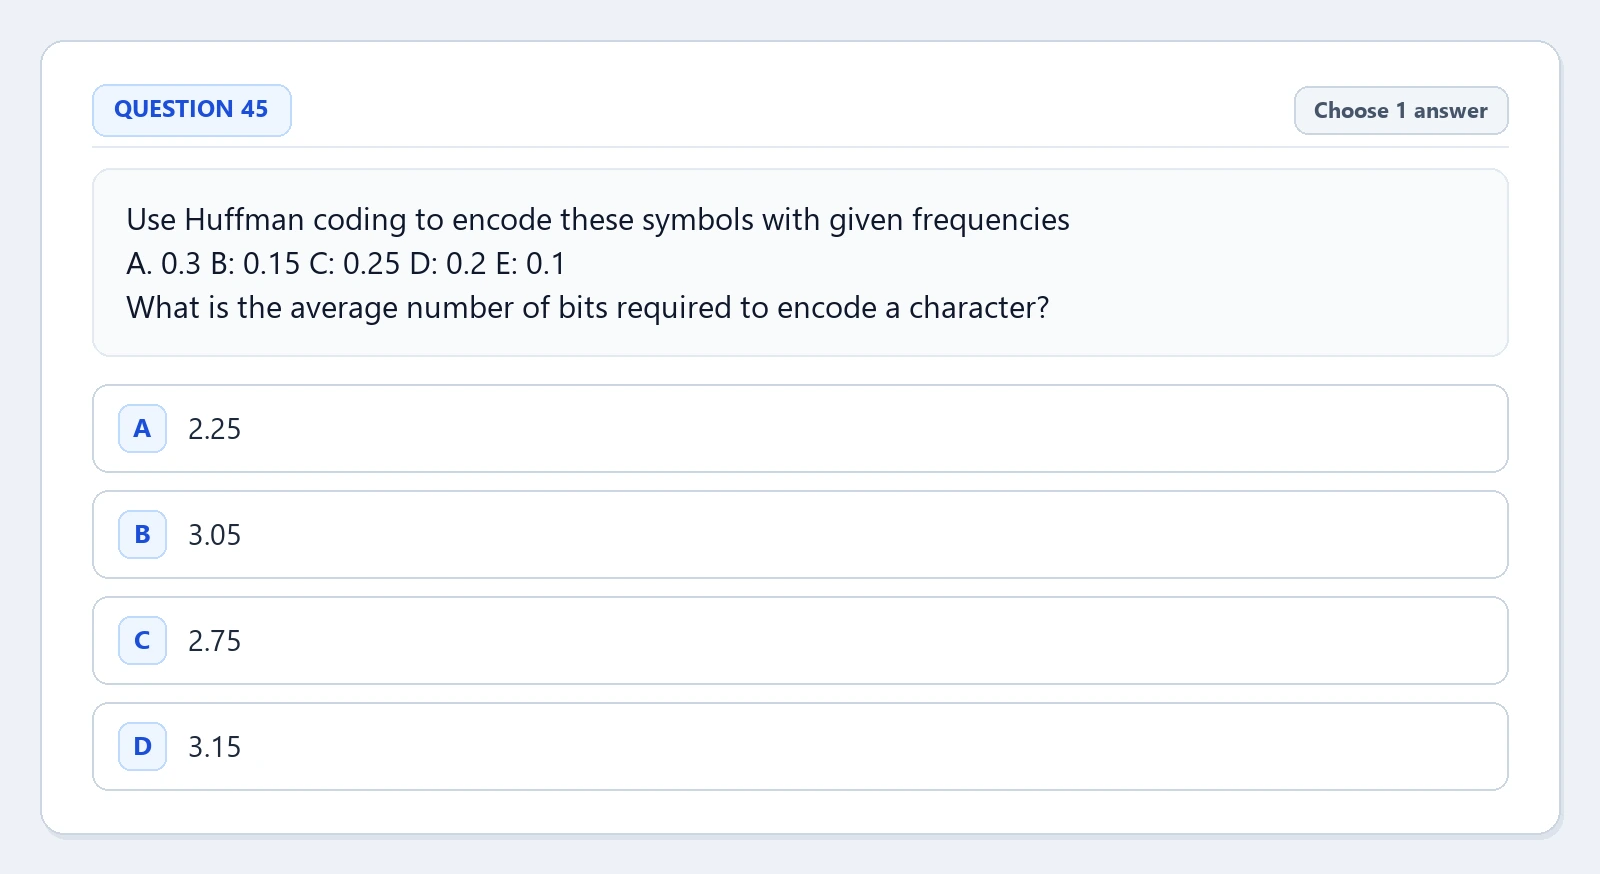 QUESTION 45
Choose 1 answer
Use Huffman coding to encode these symbols with given frequencies
A. 0.3 B: 0.15 C: 0.25 D: 0.2 E: 0.1
What is the average number of bits required to encode a character?
A 2.25
B 3.05
C 2.75
D 3.15